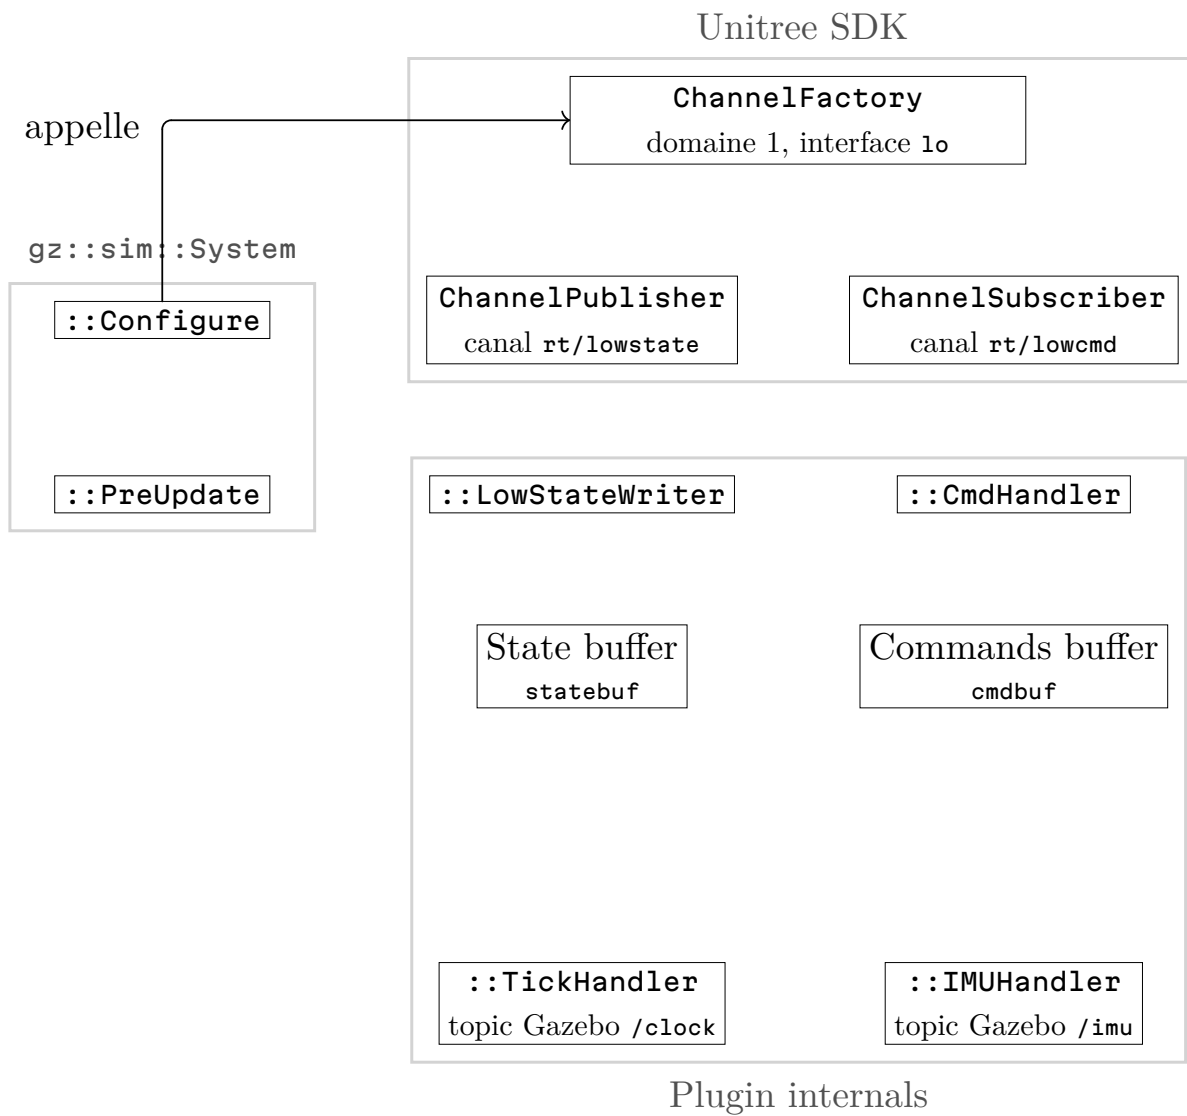 Unitree SDK
ChannelFactory
domaine 1, interface lo
appelle
gz::sim::System
::Configure
ChannelPublisher
canal rt/lowstate
ChannelSubscriber
canal rt/lowcmd
::PreUpdate
::LowStateWriter
::CmdHandler
State buffer
statebuf
Commands buffer
cmdbuf
::TickHandler
topic Gazebo /clock
::IMUHandler
topic Gazebo /imu
Plugin internals